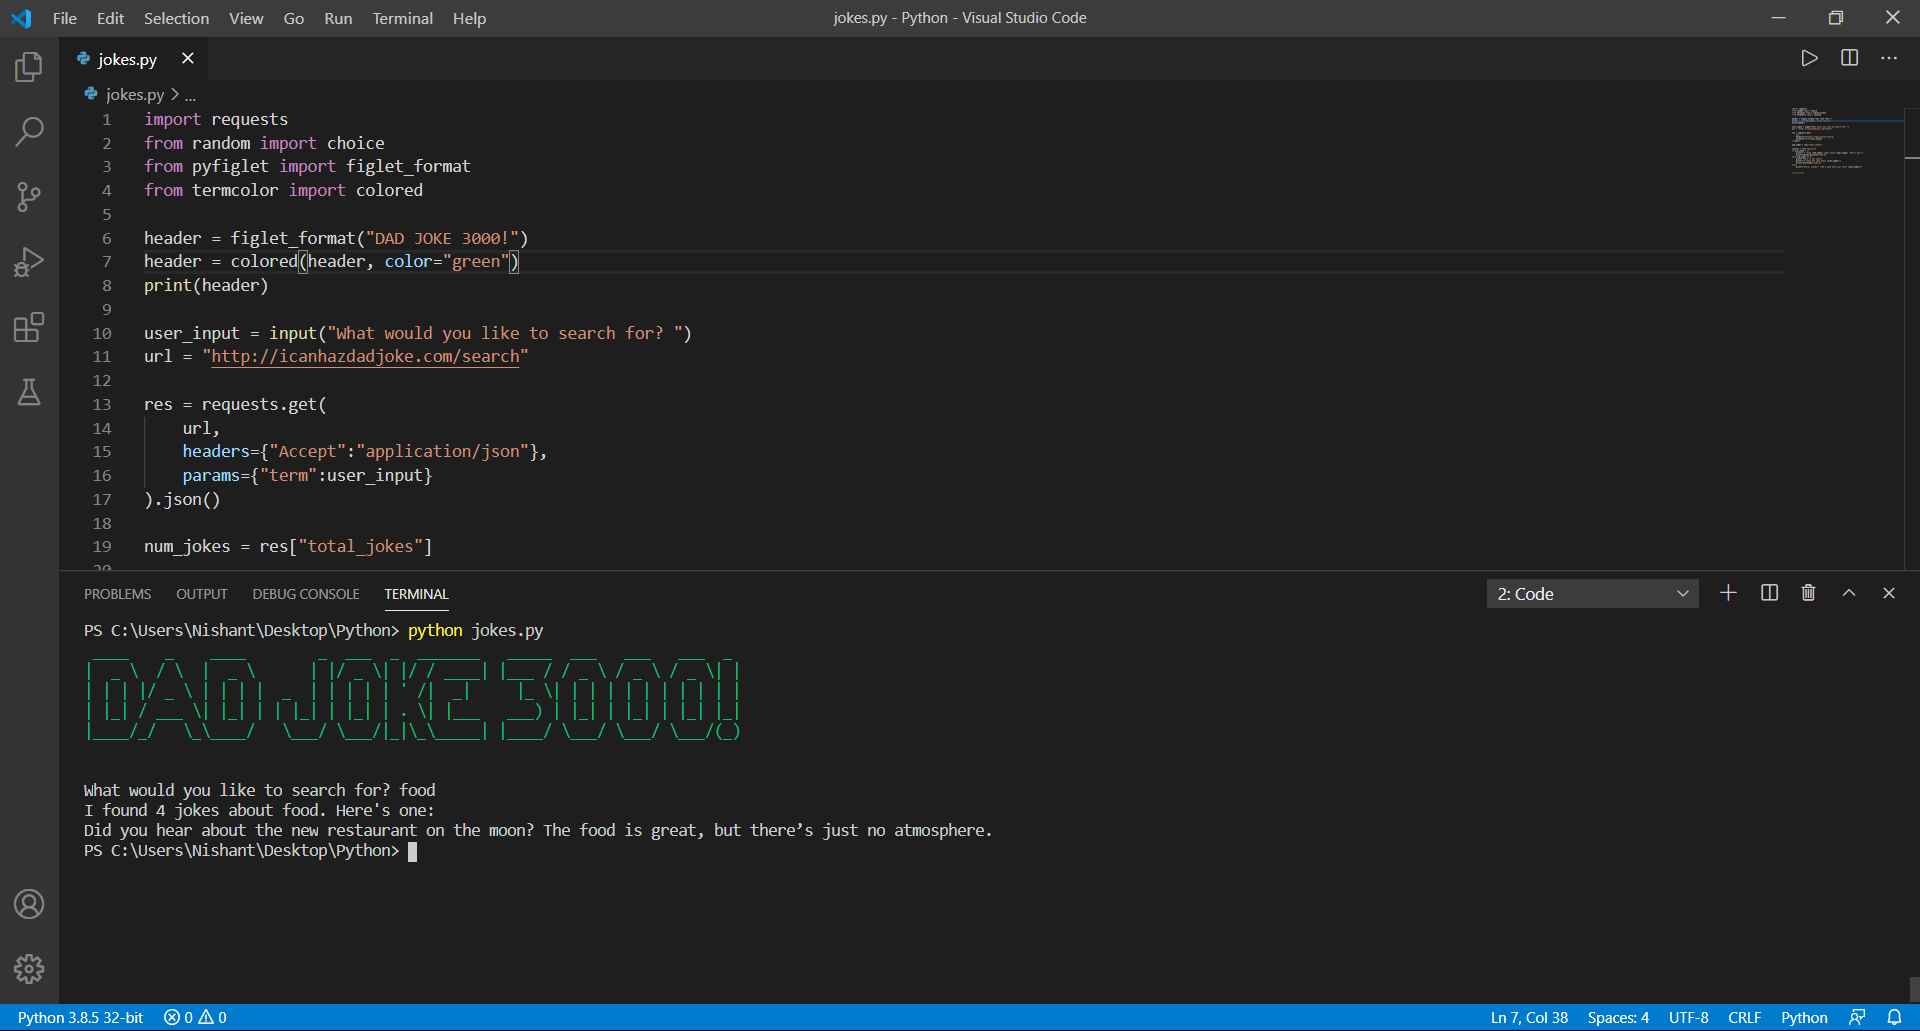 File Edit Selection View Go Run Terminal Help
jokes.py - Python - Visual Studio Code
jokes.py
jokes.py > ...
1 import requests
2 from random import choice
3 from pyfiglet import figlet_format
4 from termcolor import colored
5
6 header = figlet_format("DAD JOKE 3000!")
7 header = colored(header, color="green")
8 print(header)
9
10 user_input = input("What would you like to search for? ")
11 url = "http://icanhazdadjoke.com/search"
12
13 res = requests.get(
14     url,
15     headers={"Accept":"application/json"},
16     params={"term":user_input}
17 ).json()
18
19 num_jokes = res["total_jokes"]
20
PROBLEMS OUTPUT DEBUG CONSOLE TERMINAL
2: Code
PS C:\Users\Nishant\Desktop\Python> python jokes.py
DAD JOKE 3000!
What would you like to search for? food
I found 4 jokes about food. Here's one:
Did you hear about the new restaurant on the moon? The food is great, but there’s just no atmosphere.
PS C:\Users\Nishant\Desktop\Python>
Python 3.8.5 32-bit 0 0
Ln 7, Col 38 Spaces: 4 UTF-8 CRLF Python